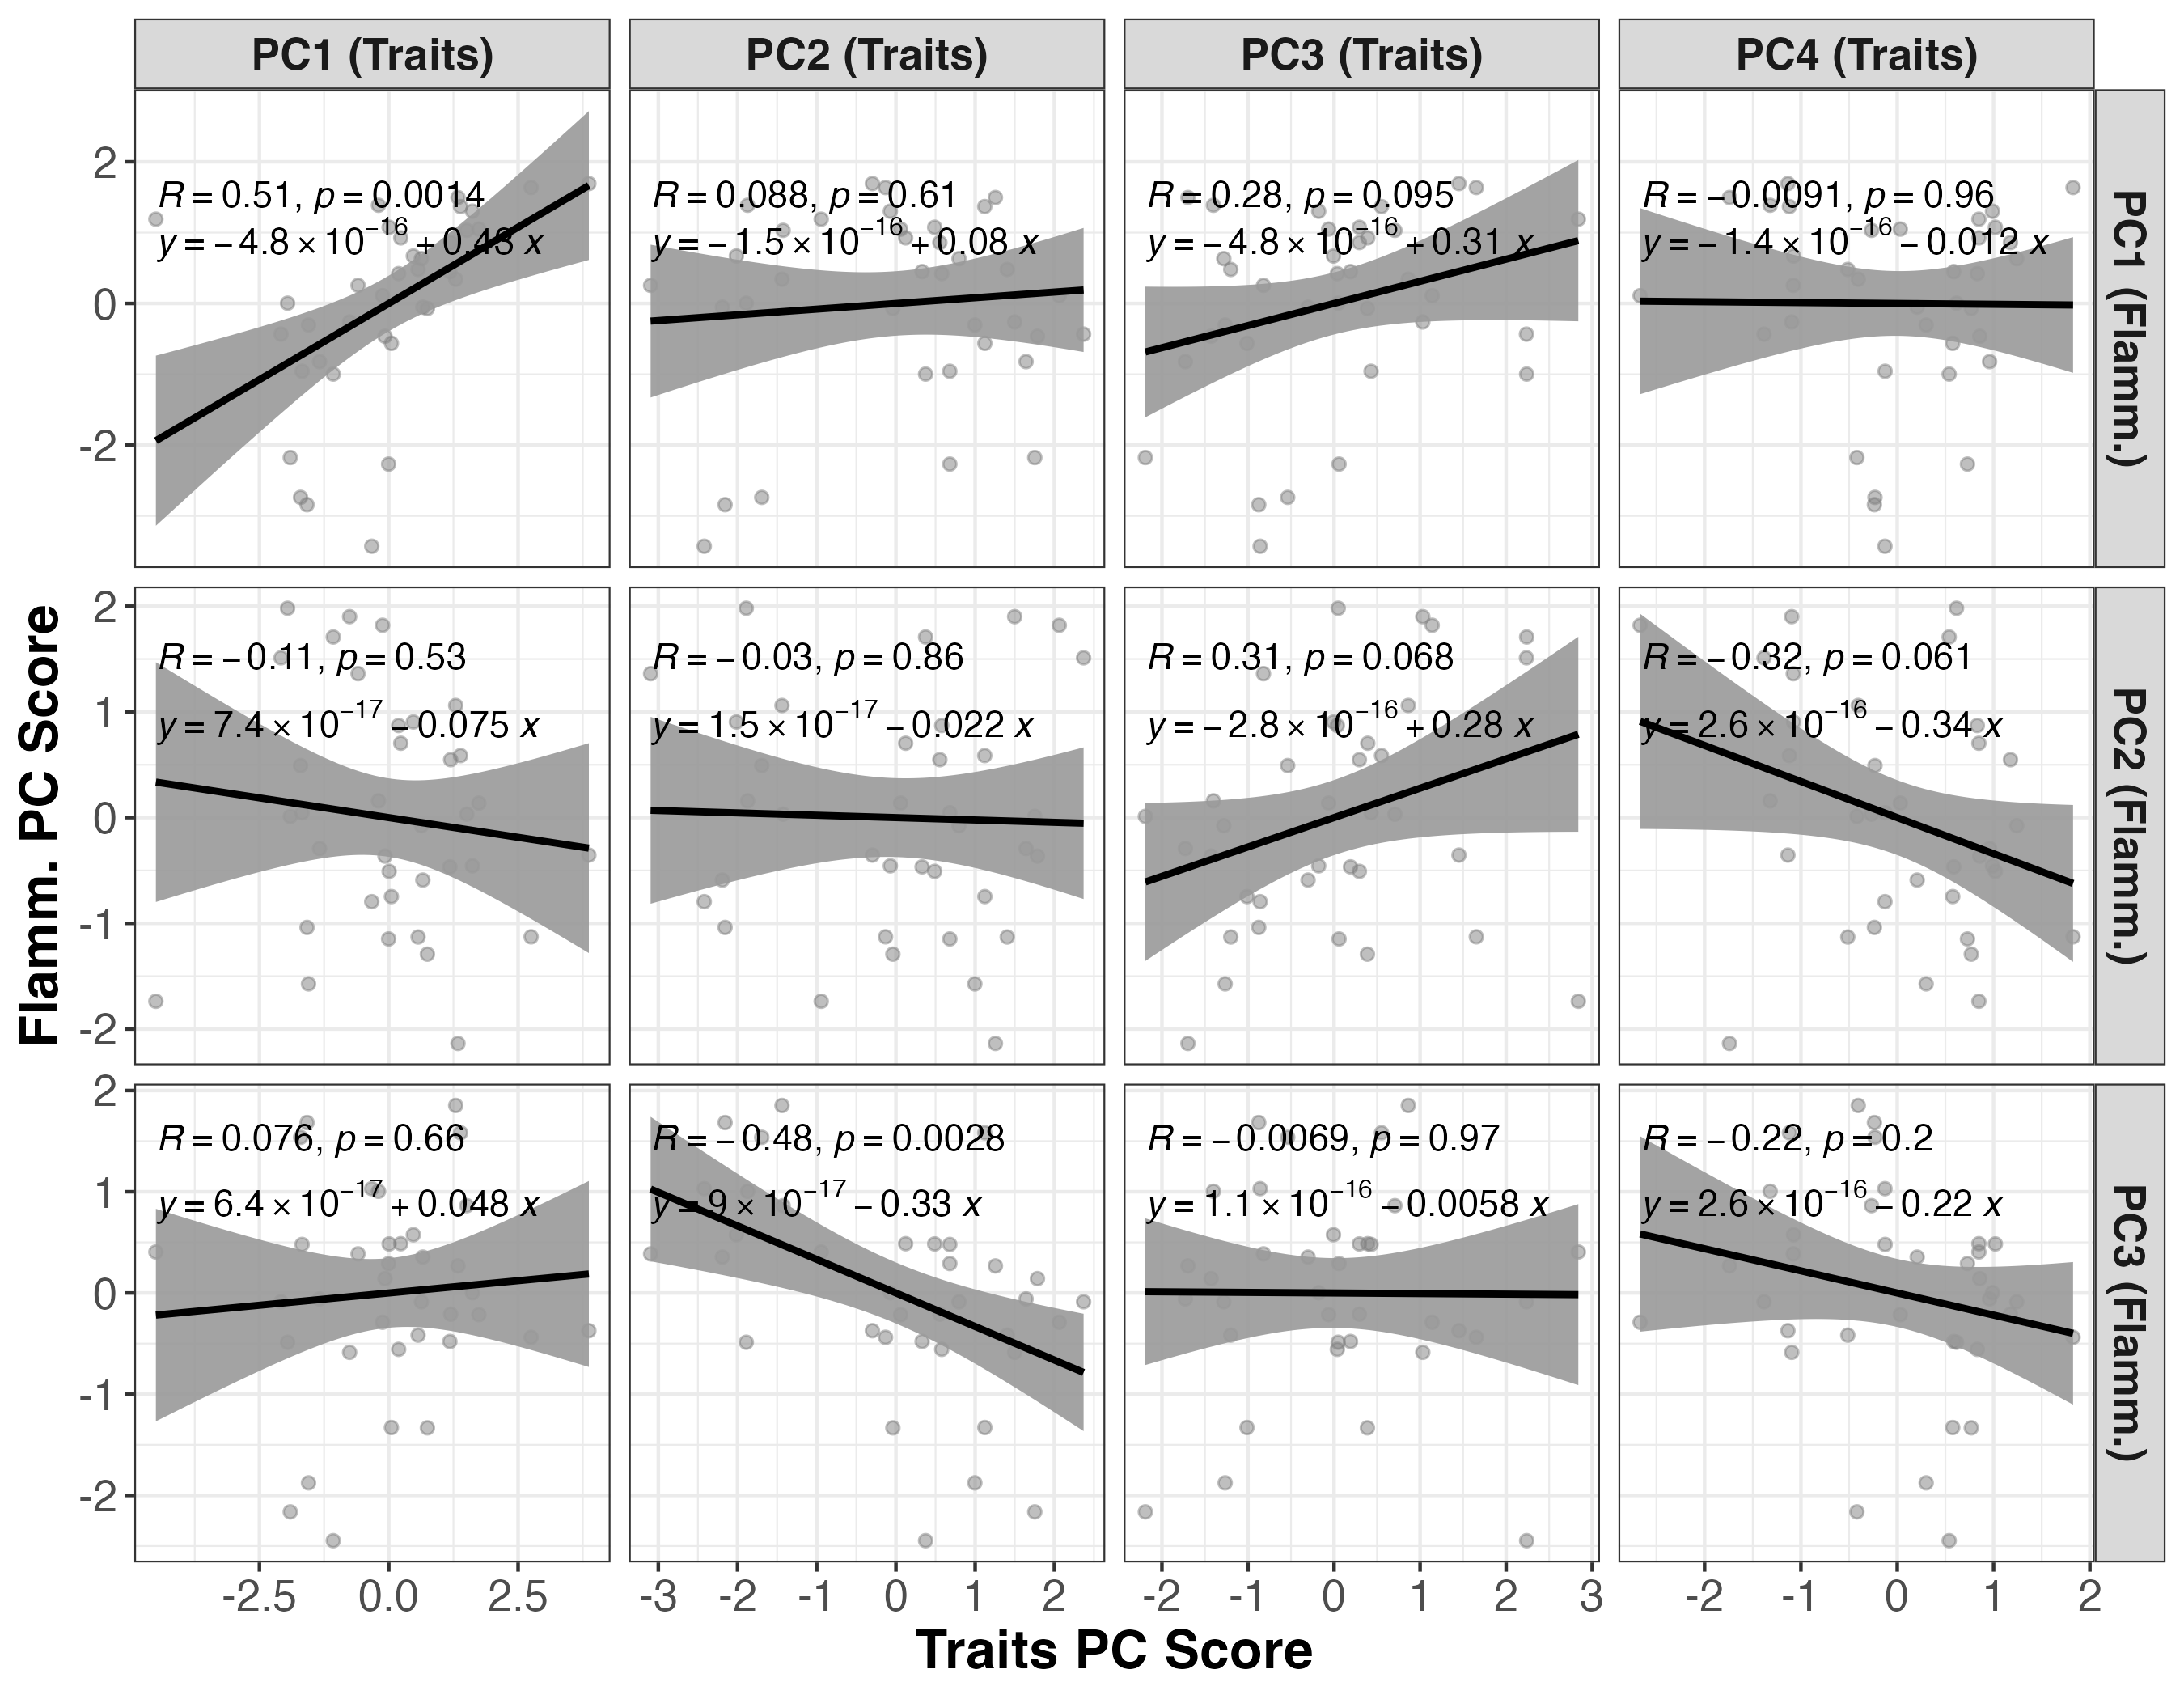 PC1 (Traits) PC2 (Traits) PC3 (Traits) PC4 (Traits)
PC1 (Flamm.)
2
0
-2
R = 0.51, p = 0.0014
y = −4.8 × 10^−16 + 0.43 x
R = 0.088, p = 0.61
y = −1.5 × 10^−16 + 0.08 x
R = 0.28, p = 0.095
y = −4.8 × 10^−16 + 0.31 x
R = −0.0091, p = 0.96
y = −1.4 × 10^−16 − 0.012 x
PC2 (Flamm.)
2
1
0
-1
-2
R = −0.11, p = 0.53
y = 7.4 × 10^−17 − 0.075 x
R = −0.03, p = 0.86
y = 1.5 × 10^−17 − 0.022 x
R = 0.31, p = 0.068
y = −2.8 × 10^−16 + 0.28 x
R = −0.32, p = 0.061
y = 2.6 × 10^−16 − 0.34 x
PC3 (Flamm.)
2
1
0
-1
-2
R = 0.076, p = 0.66
y = 6.4 × 10^−17 + 0.048 x
R = −0.48, p = 0.0028
y = 9 × 10^−17 − 0.33 x
R = −0.0069, p = 0.97
y = 1.1 × 10^−16 − 0.0058 x
R = −0.22, p = 0.2
y = 2.6 × 10^−16 − 0.22 x
-2.5 0.0 2.5 -3 -2 -1 0 1 2 -2 -1 0 1 2 3 -2 -1 0 1 2
Traits PC Score
Flamm. PC Score